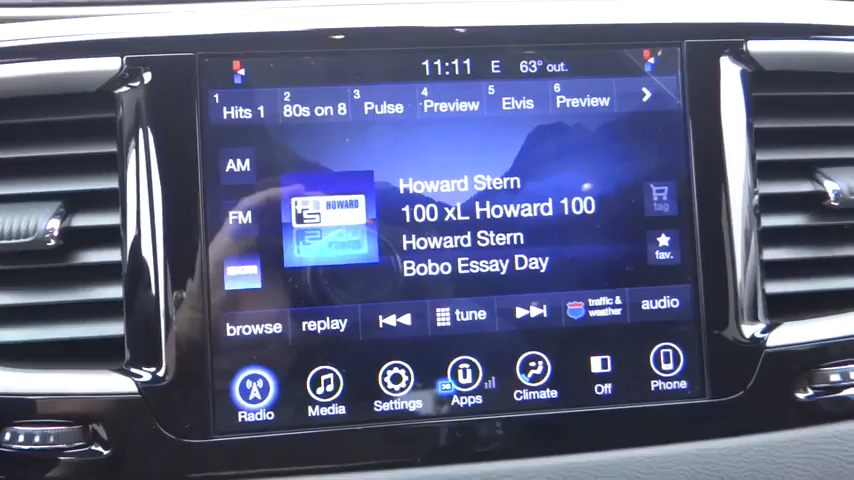 11:11 E 63° out.
1 Hits 1
2 80s on 8
3 Pulse
4 Preview
5 Elvis
6 Preview
AM
FM
HOWARD
Howard Stern
100 xL Howard 100
Howard Stern
Bobo Essay Day
tag
fav.
browse
replay
tune
traffic &
weather
audio
Radio
Media
Settings
Apps
Climate
Off
Phone